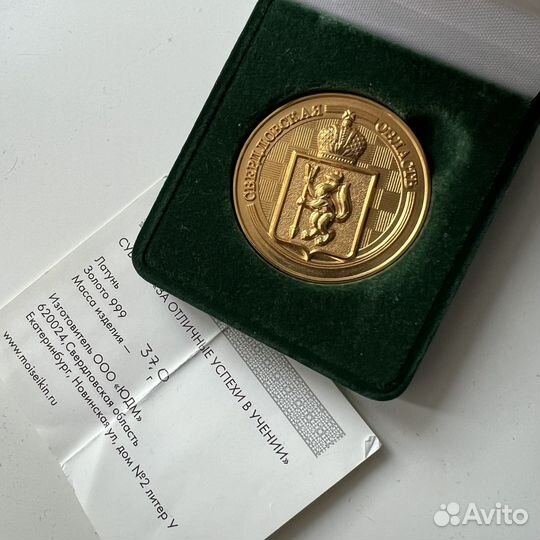 СВЕРДЛОВСКАЯ ОБЛАСТЬ
ЗА ОТЛИЧНЫЕ УСПЕХИ В УЧЕНИИ»
Латунь
Золото 999
Масса изделия – 37,0 г
Изготовитель ООО «ЮДМ»
620024,Свердловская область
Екатеринбург, Новинская ул, дом №2 литер У
www.moiseikin.ru
Avito